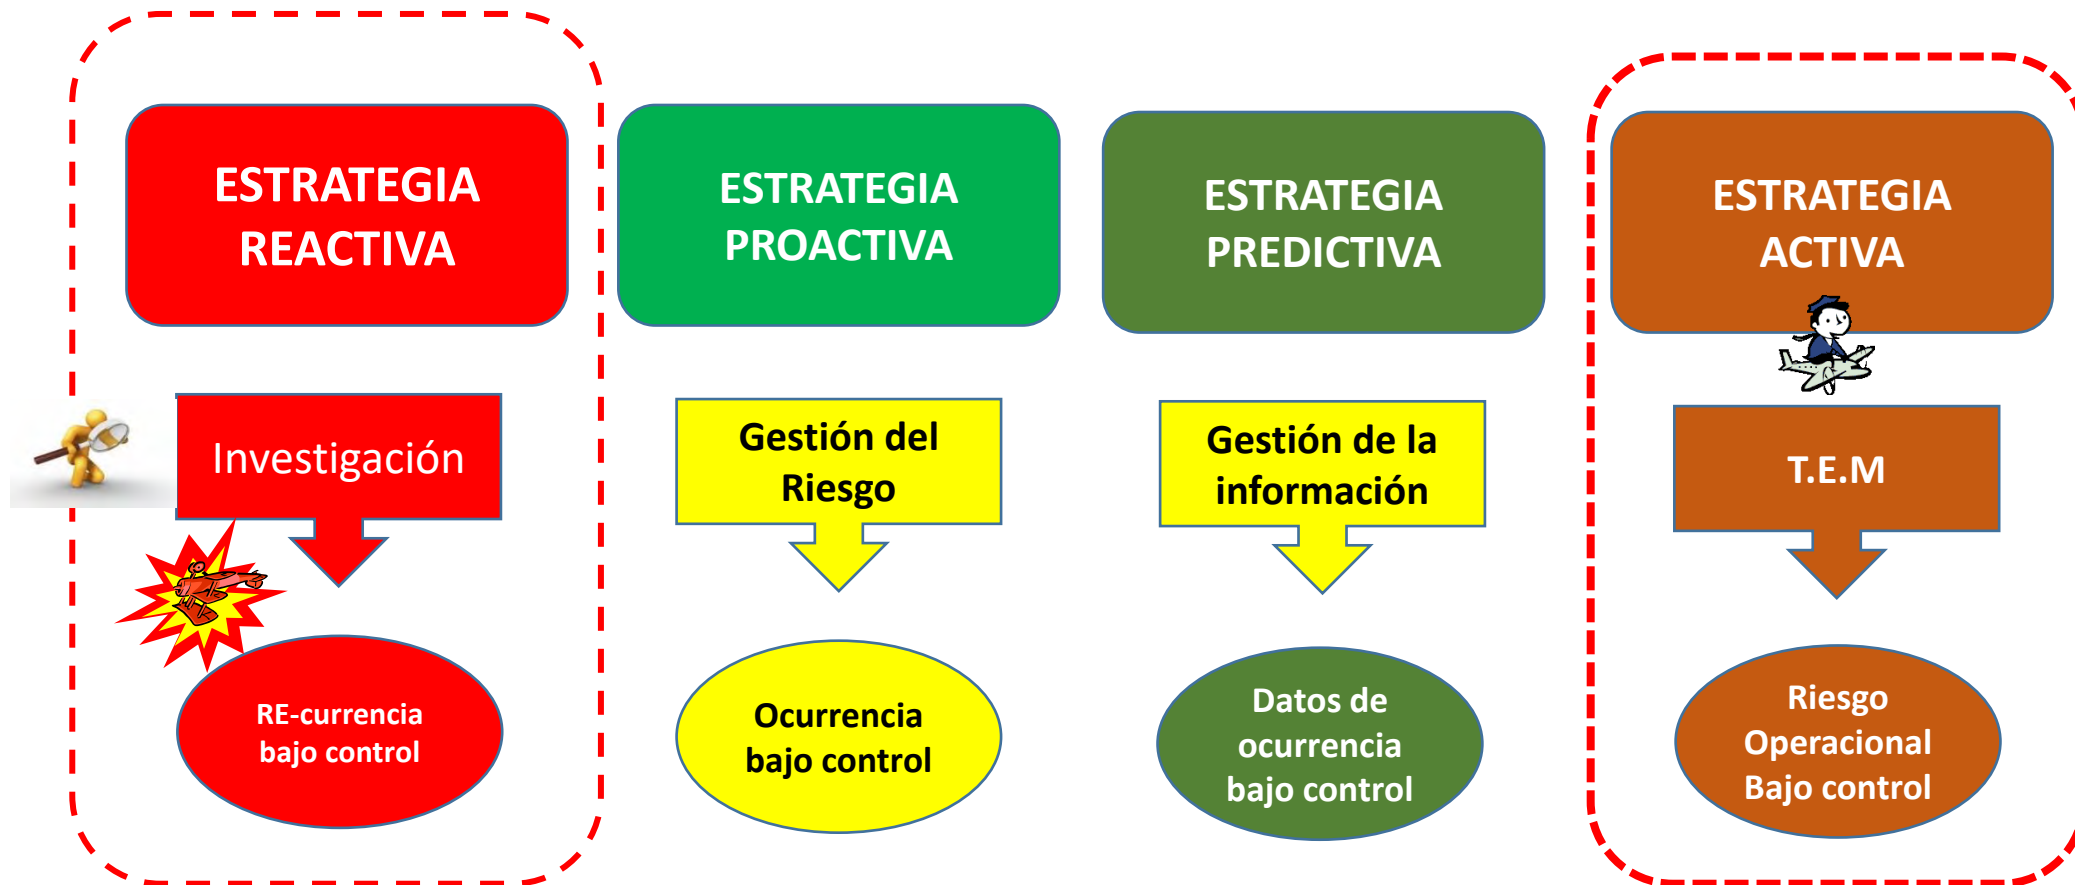 ESTRATEGIA
REACTIVA
ESTRATEGIA
PROACTIVA
ESTRATEGIA
PREDICTIVA
ESTRATEGIA
ACTIVA
Investigación
Gestión del
Riesgo
Gestión de la
información
T.E.M
RE-currencia
bajo control
Ocurrencia
bajo control
Datos de
ocurrencia
bajo control
Riesgo
Operacional
Bajo control